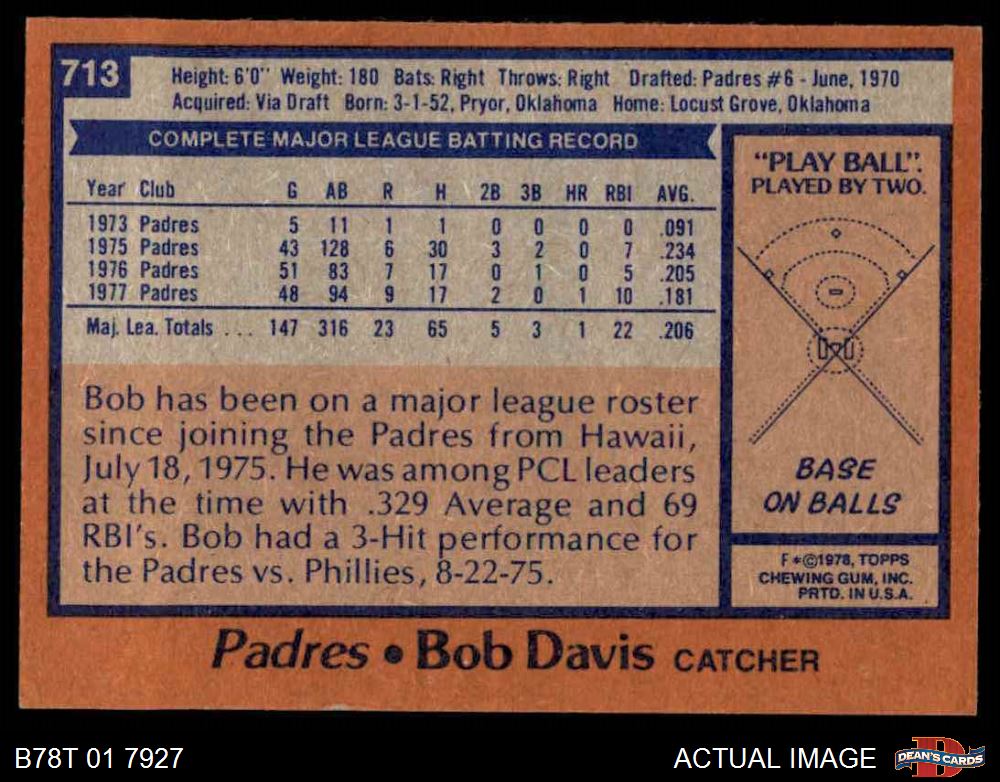 713
Height: 6'0" Weight: 180 Bats: Right Throws: Right Drafted: Padres #6 - June, 1970
Acquired: Via Draft Born: 3-1-52, Pryor, Oklahoma Home: Locust Grove, Oklahoma
COMPLETE MAJOR LEAGUE BATTING RECORD
Year Club G AB R H 2B 3B HR RBI AVG.
1973 Padres 5 11 1 1 0 0 0 0 .091
1975 Padres 43 128 6 30 3 2 0 7 .234
1976 Padres 51 83 7 17 0 1 0 5 .205
1977 Padres 48 94 9 17 2 0 1 10 .181
Maj. Lea. Totals ... 147 316 23 65 5 3 1 22 .206
Bob has been on a major league roster
since joining the Padres from Hawaii,
July 18, 1975. He was among PCL leaders
at the time with .329 Average and 69
RBI's. Bob had a 3-Hit performance for
the Padres vs. Phillies, 8-22-75.
"PLAY BALL".
PLAYED BY TWO.
BASE
ON BALLS
F*©1978, TOPPS
CHEWING GUM, INC.
PRTD. IN U.S.A.
Padres • Bob Davis CATCHER
B78T 01 7927
ACTUAL IMAGE
D
DEAN'S CARDS